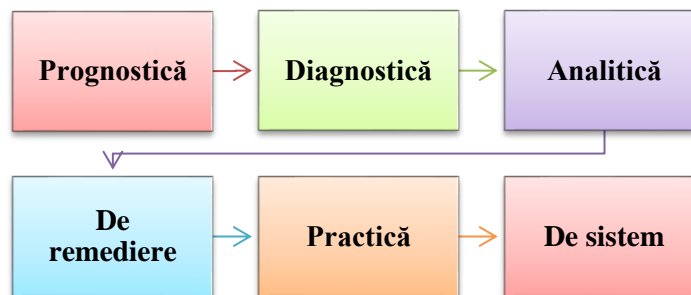 Prognostică
Diagnostică
Analitică
De
remediere
Practică
De sistem